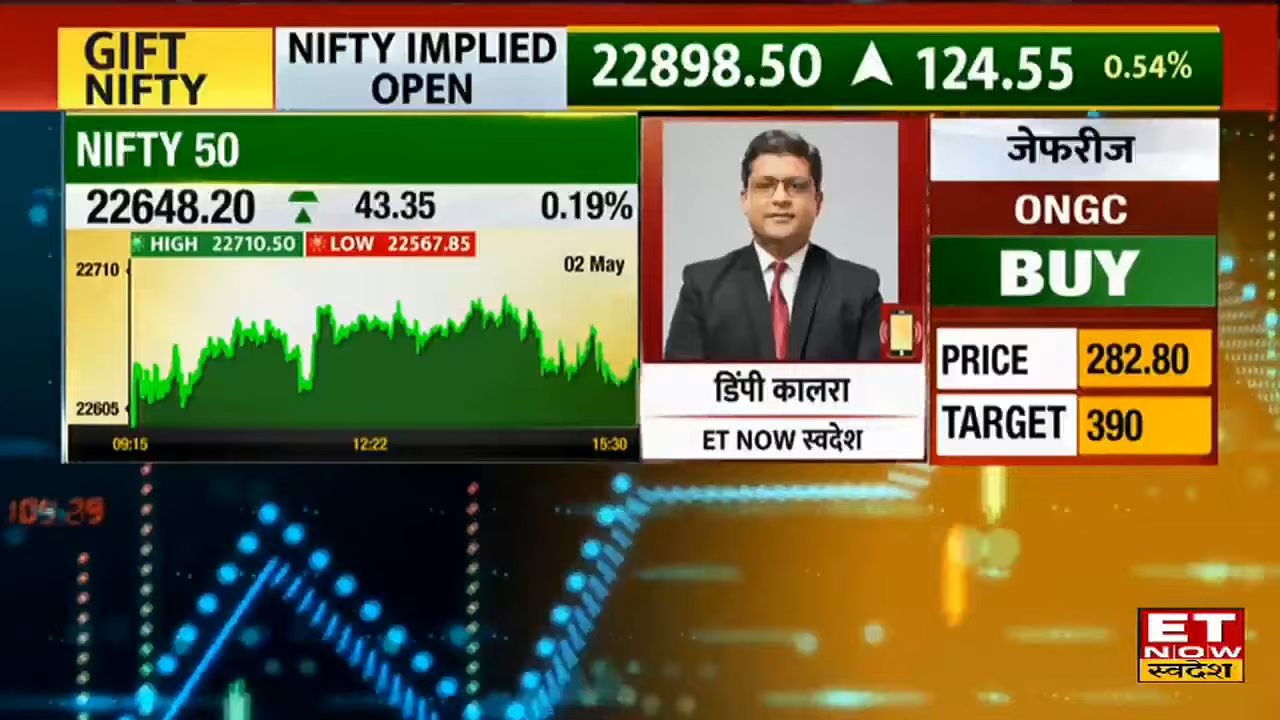 GIFT
NIFTY
NIFTY IMPLIED
OPEN
22898.50 124.55 0.54%
NIFTY 50
22648.20 43.35 0.19%
HIGH 22710.50 LOW 22567.85
02 May
22710
22605
09:15 12:22 15:30
डिंपी कालरा
ET NOW स्वदेश
जेफरीज
ONGC
BUY
PRICE 282.80
TARGET 390
ET
NOW
स्वदेश